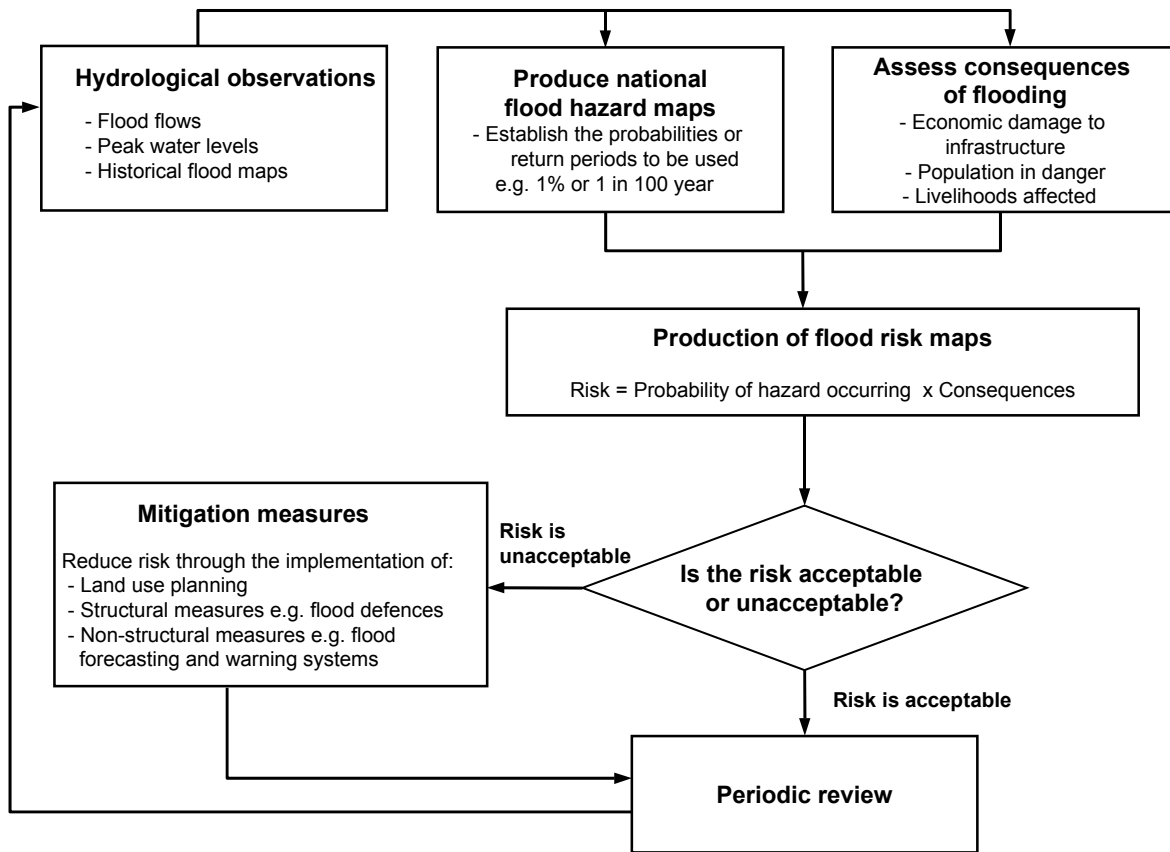 Hydrological observations
- Flood flows
- Peak water levels
- Historical flood maps
Produce national
flood hazard maps
- Establish the probabilities or
return periods to be used
e.g. 1% or 1 in 100 year
Assess consequences
of flooding
- Economic damage to
infrastructure
- Population in danger
- Livelihoods affected
Production of flood risk maps
Risk = Probability of hazard occurring x Consequences
Is the risk acceptable
or unacceptable?
Risk is
unacceptable
Mitigation measures
Reduce risk through the implementation of:
- Land use planning
- Structural measures e.g. flood defences
- Non-structural measures e.g. flood
forecasting and warning systems
Risk is acceptable
Periodic review